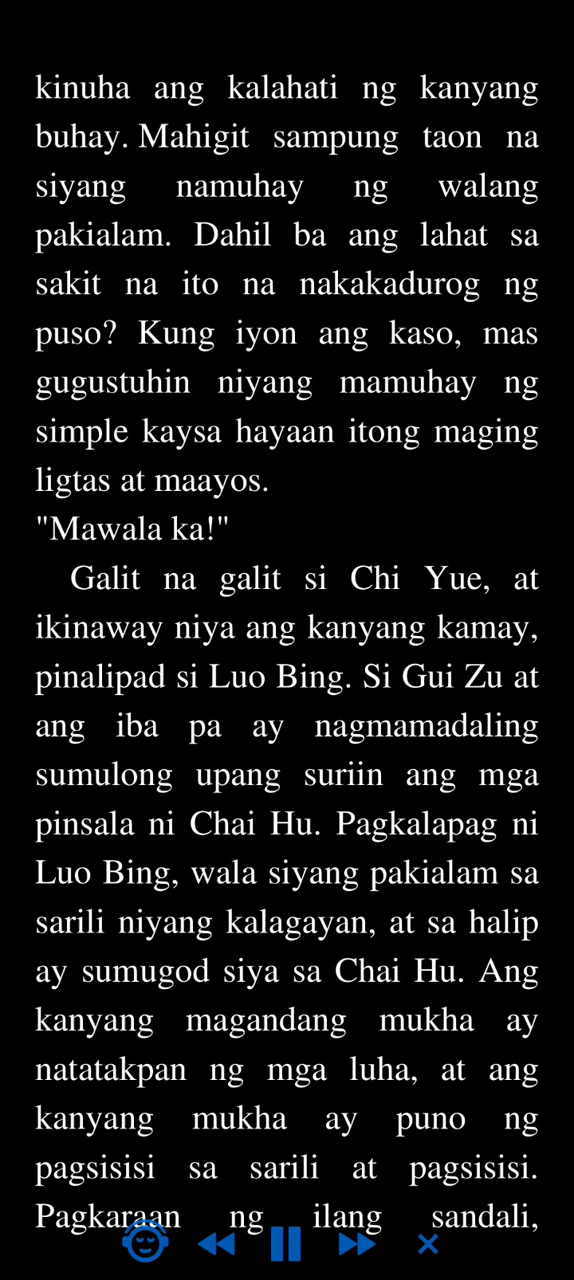 kinuha ang kalahati ng kanyang
buhay. Mahigit sampung taon na
siyang namuhay ng walang
pakialam. Dahil ba ang lahat sa
sakit na ito na nakakadurog ng
puso? Kung iyon ang kaso, mas
gugustuhin niyang mamuhay ng
simple kaysa hayaan itong maging
ligtas at maayos.
"Mawala ka!"
Galit na galit si Chi Yue, at
ikinaway niya ang kanyang kamay,
pinalipad si Luo Bing. Si Gui Zu at
ang iba pa ay nagmamadaling
sumulong upang suriin ang mga
pinsala ni Chai Hu. Pagkalapag ni
Luo Bing, wala siyang pakialam sa
sarili niyang kalagayan, at sa halip
ay sumugod siya sa Chai Hu. Ang
kanyang magandang mukha ay
natatakpan ng mga luha, at ang
kanyang mukha ay puno ng
pagsisisi sa sarili at pagsisisi.
Pagkaraan ng ilang sandali,